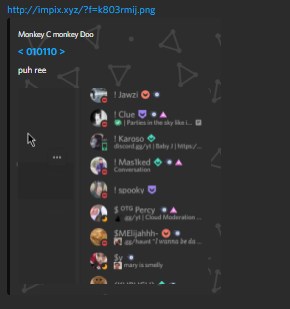 http://impix.xyz/?f=k803rmij.png
Monkey C monkey Doo
< 010110 >
puh ree
! Jawzi
! Clue
| Parties in the sky like i...
! Karoso
discord.gg/yt | Baby J | https:/...
! Mas1ked
Conversation
! spooky
$ OTG Percy
.gg/yt | Cloud Moderation ...
$MElijahhh-
.gg/haunt "I wanna be da ...
$y
mary is smelly